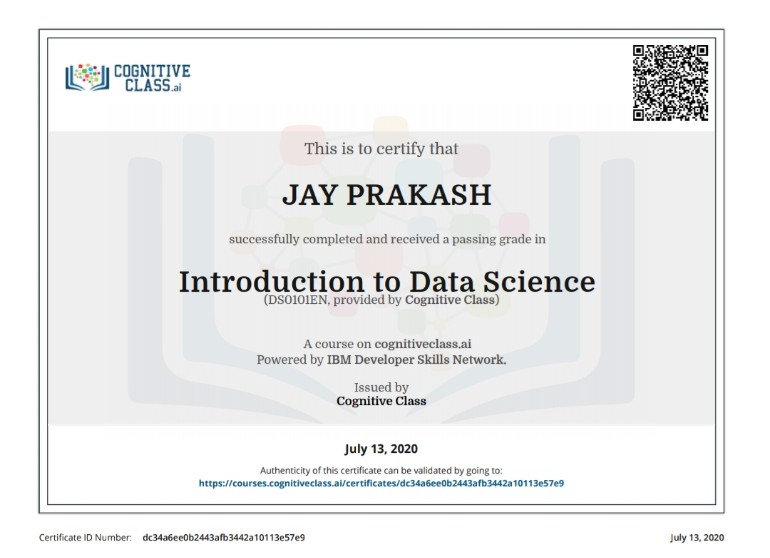 COGNITIVE
CLASS.ai
This is to certify that
JAY PRAKASH
successfully completed and received a passing grade in
Introduction to Data Science
(DS0101EN, provided by Cognitive Class)
A course on cognitiveclass.ai
Powered by IBM Developer Skills Network.
Issued by
Cognitive Class
July 13, 2020
Authenticity of this certificate can be validated by going to:
https://courses.cognitiveclass.ai/certificates/dc34a6ee0b2443afb3442a10113e57e9
Certificate ID Number: dc34a6ee0b2443afb3442a10113e57e9
July 13, 2020